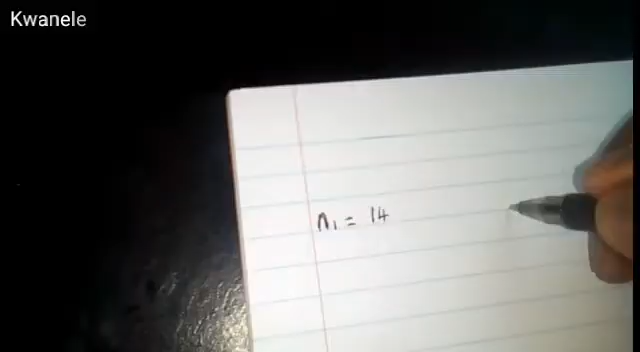 Kwanele
n₁ = 14